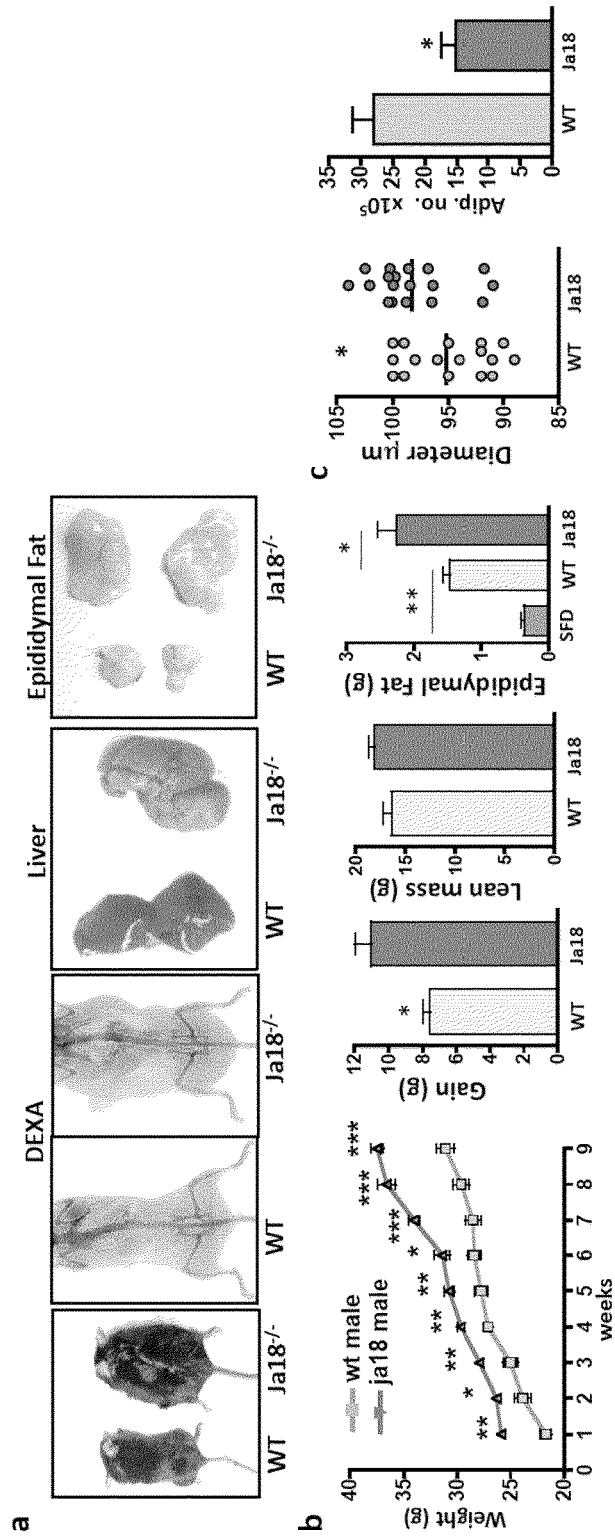 a
DEXA
Liver
Epididymal Fat
WT
Ja18-/-
WT
Ja18-/-
WT
Ja18-/-
WT
Ja18-/-
b
Weight (g)
40
35
30
25
20
wt male
ja18 male
**
*
**
**
**
*
***
***
***
1 2 3 4 5 6 7 8 9
weeks
Gain (g)
12
10
8
6
4
2
0
*
WT
Ja18
Lean mass (g)
20
15
10
5
0
WT
Ja18
Epididymal Fat (g)
3
2
1
0
**
*
SFD
WT
Ja18
c
Diameter µm
105
100
95
90
85
*
WT
Ja18
Adip. no. x10⁵
35
30
25
20
15
10
5
0
*
WT
Ja18